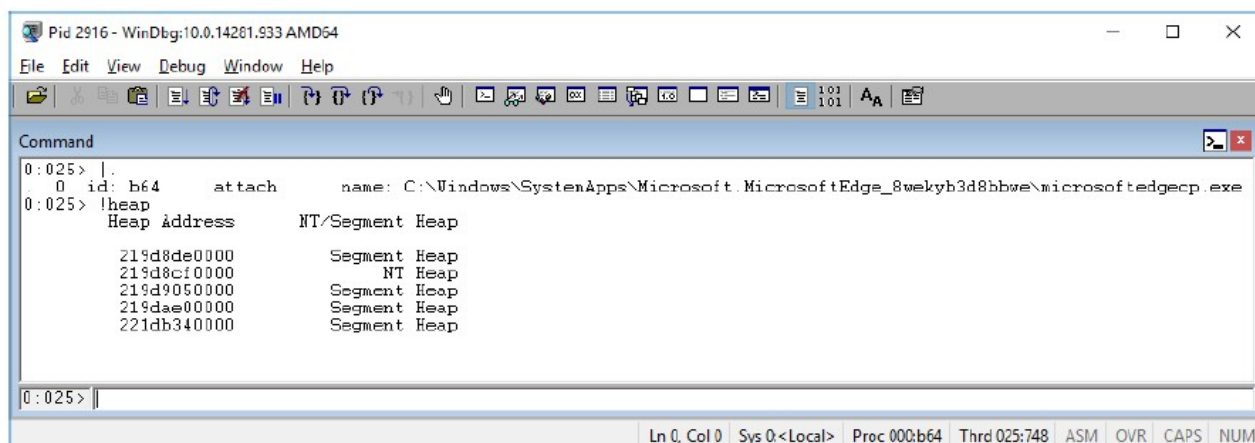 Pid 2916 - WinDbg:10.0.14281.933 AMD64
File Edit View Debug Window Help
Command
0:025> |.
. 0 id: b64 attach name: C:\Windows\SystemApps\Microsoft.MicrosoftEdge_8wekyb3d8bbwe\microsoftedgecp.exe
0:025> !heap
Heap Address NT/Segment Heap
219d8de0000 Segment Heap
219d8cf0000 NT Heap
219d9050000 Segment Heap
219dae00000 Segment Heap
221db340000 Segment Heap
0:025>
Ln 0, Col 0 Sys 0:<Local> Proc 000:b64 Thrd 025:748 ASM OVR CAPS NUM